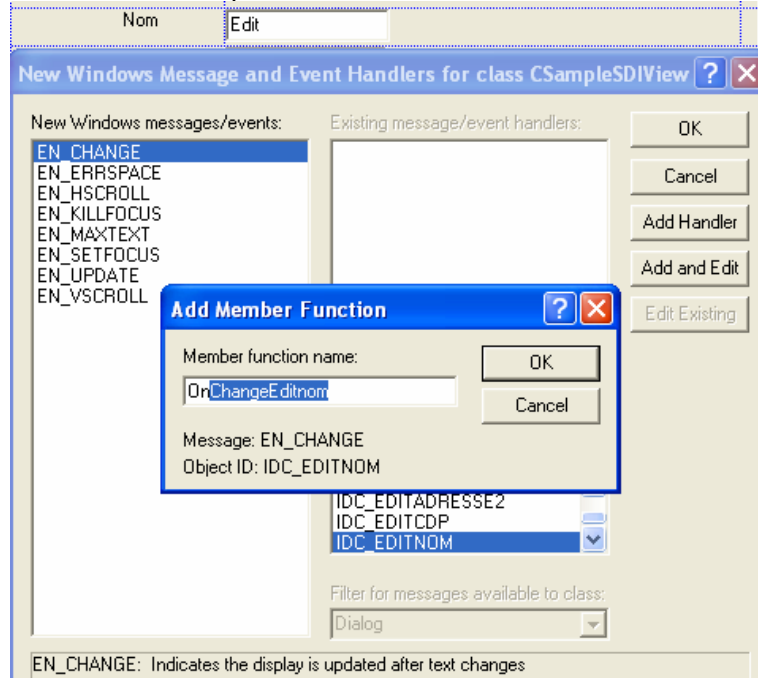 Nom
Edit
New Windows Message and Event Handlers for class CSampleSDIView
New Windows messages/events:
Existing message/event handlers:
EN_CHANGE
EN_ERRSPACE
EN_HSCROLL
EN_KILLFOCUS
EN_MAXTEXT
EN_SETFOCUS
EN_UPDATE
EN_VSCROLL
OK
Cancel
Add Handler
Add and Edit
Edit Existing
Add Member Function
Member function name:
OnChangeEditnom
OK
Cancel
Message: EN_CHANGE
Object ID: IDC_EDITNOM
IDC_EDITADRESSE2
IDC_EDITCDP
IDC_EDITNOM
Filter for messages available to class:
Dialog
EN_CHANGE: Indicates the display is updated after text changes